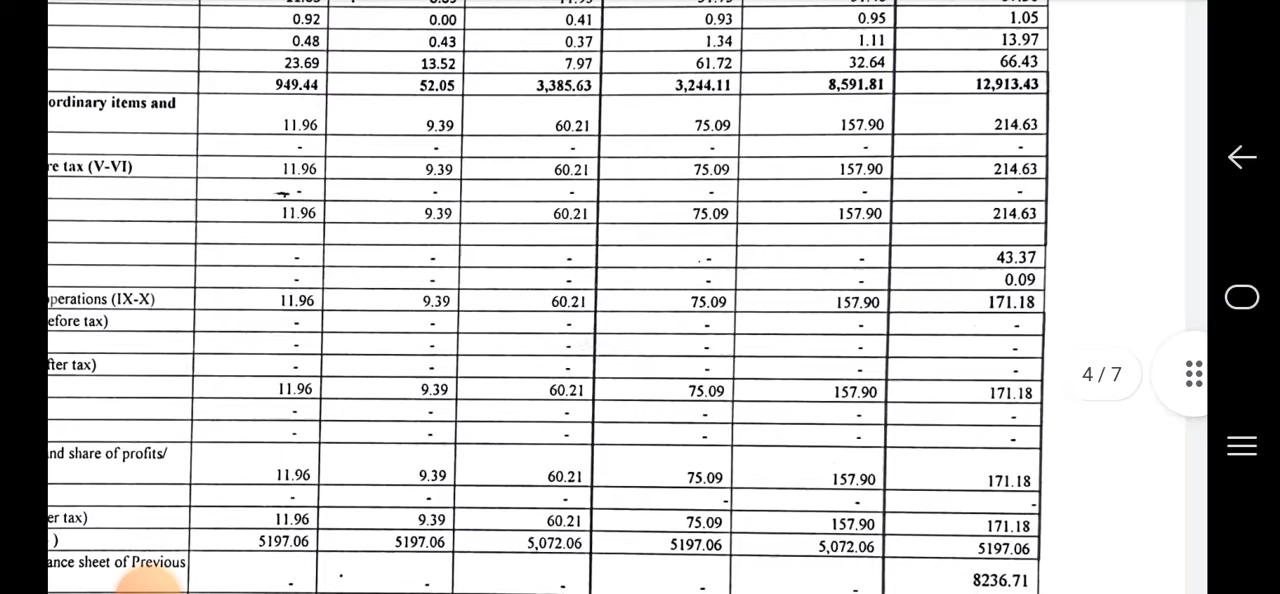 0.92 0.00 0.41 0.93 0.95 1.05
0.48 0.43 0.37 1.34 1.11 13.97
23.69 13.52 7.97 61.72 32.64 66.43
949.44 52.05 3,385.63 3,244.11 8,591.81 12,913.43
ordinary items and
11.96 9.39 60.21 75.09 157.90 214.63
- - - - - -
re tax (V-VI) 11.96 9.39 60.21 75.09 157.90 214.63
- - - - - -
11.96 9.39 60.21 75.09 157.90 214.63
- - - - - 43.37
- - - - - 0.09
perations (IX-X) 11.96 9.39 60.21 75.09 157.90 171.18
efore tax) - - - - - -
- - - - - -
fter tax) - - - - - -
11.96 9.39 60.21 75.09 157.90 171.18
- - - - - -
- - - - - -
nd share of profits/
11.96 9.39 60.21 75.09 157.90 171.18
- - - - - -
er tax) 11.96 9.39 60.21 75.09 157.90 171.18
) 5197.06 5197.06 5,072.06 5197.06 5,072.06 5197.06
ance sheet of Previous
- - - - - 8236.71
4 / 7